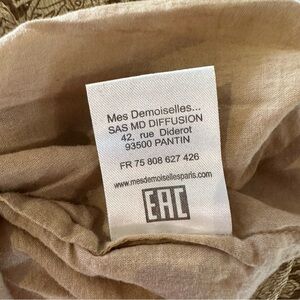 Mes Demoiselles...
SAS MD DIFFUSION
42, rue Diderot
93500 PANTIN
FR 75 808 627 426
www.mesdemoisellesparis.com
EAC